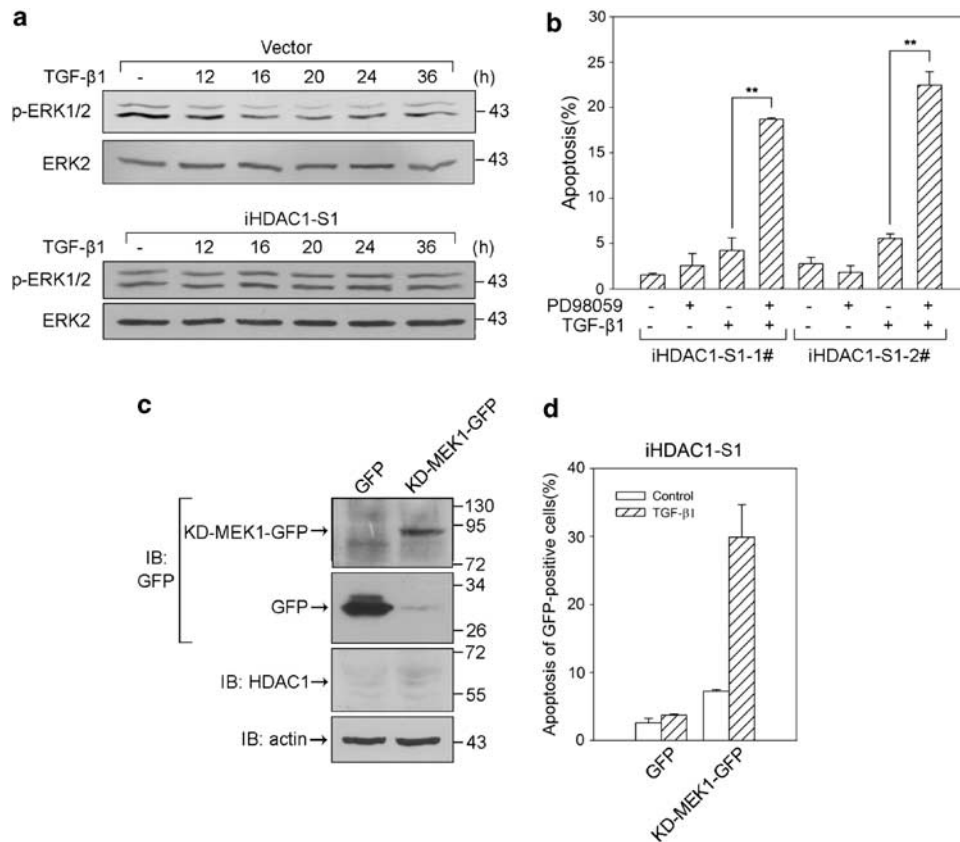 a
Vector
TGF-β1 - 12 16 20 24 36 (h)
p-ERK1/2
43
ERK2
43
iHDAC1-S1
TGF-β1 - 12 16 20 24 36 (h)
p-ERK1/2
43
ERK2
43
b
Apoptosis(%)
30
25
20
15
10
5
0
**
**
PD98059 - + - + - + - +
TGF-β1 - - + + - - + +
iHDAC1-S1-1# iHDAC1-S1-2#
c
GFP
KD-MEK1-GFP
IB: GFP
KD-MEK1-GFP→
130
95
72
GFP→
34
26
IB: HDAC1→
72
55
IB: actin→
43
d
iHDAC1-S1
Apoptosis of GFP-positive cells(%)
40
30
20
10
0
Control
TGF-β1
GFP
KD-MEK1-GFP